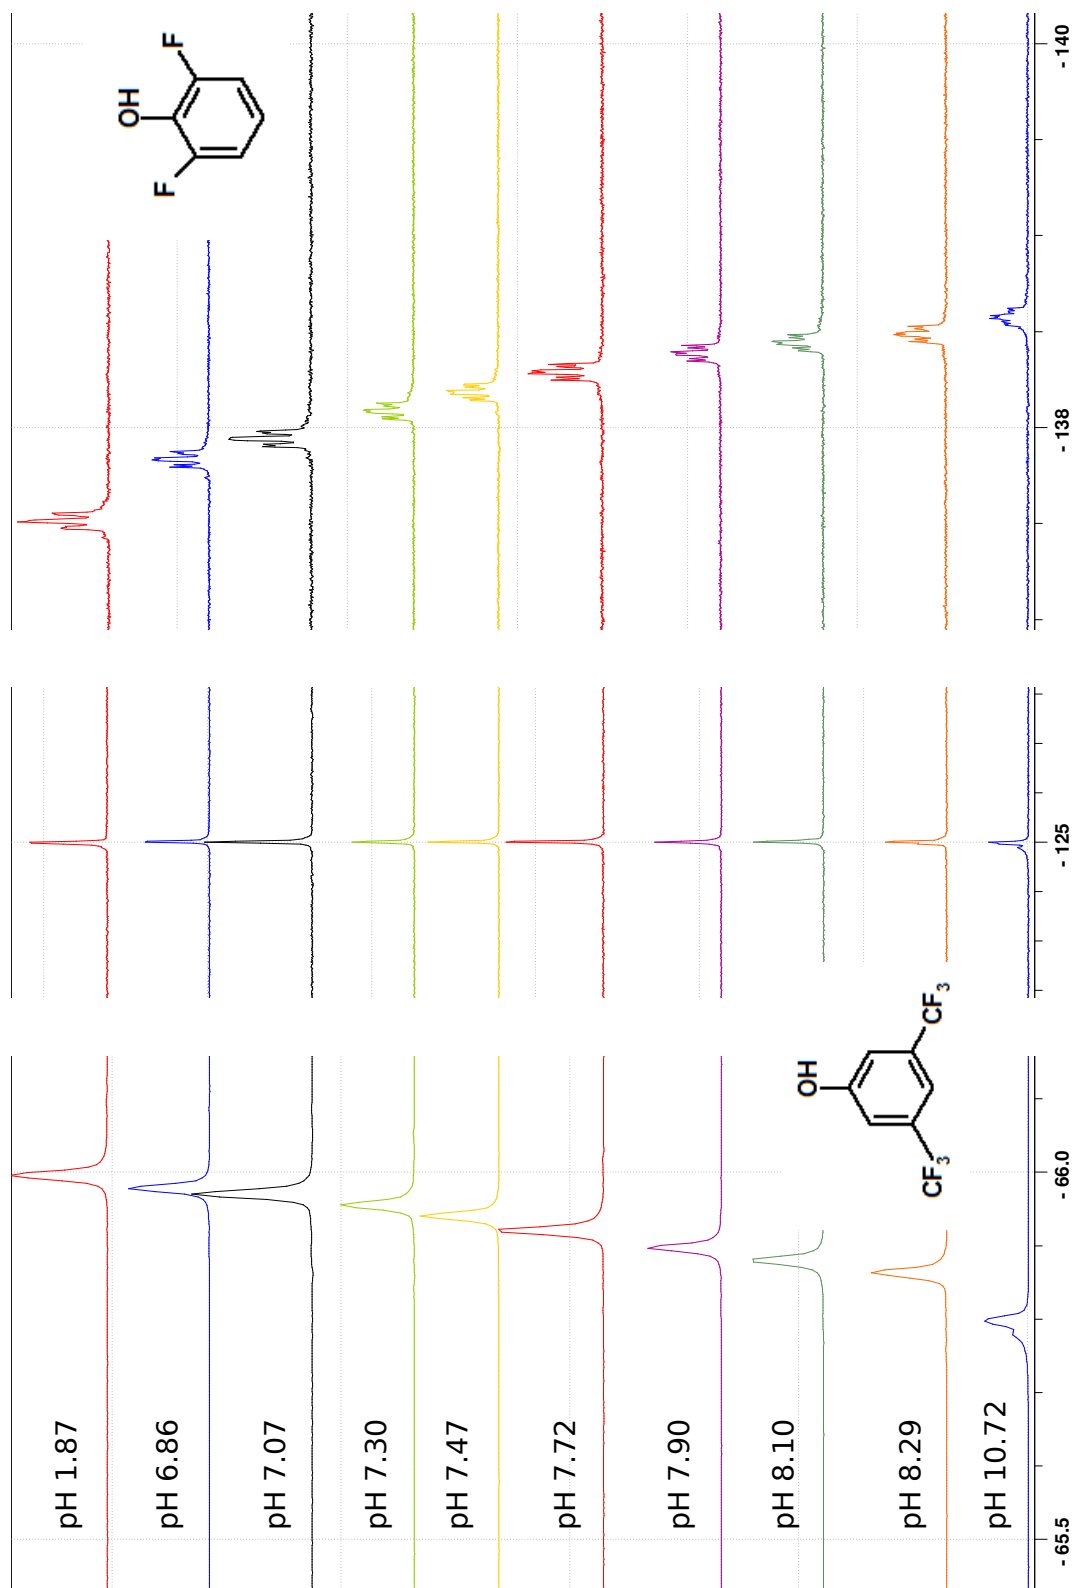 OH
F
F
pH 1.87
pH 6.86
pH 7.07
pH 7.30
pH 7.47
pH 7.72
pH 7.90
pH 8.10
pH 8.29
pH 10.72
OH
CF3
CF3
-65.5
-66.0
-125
-138
-140